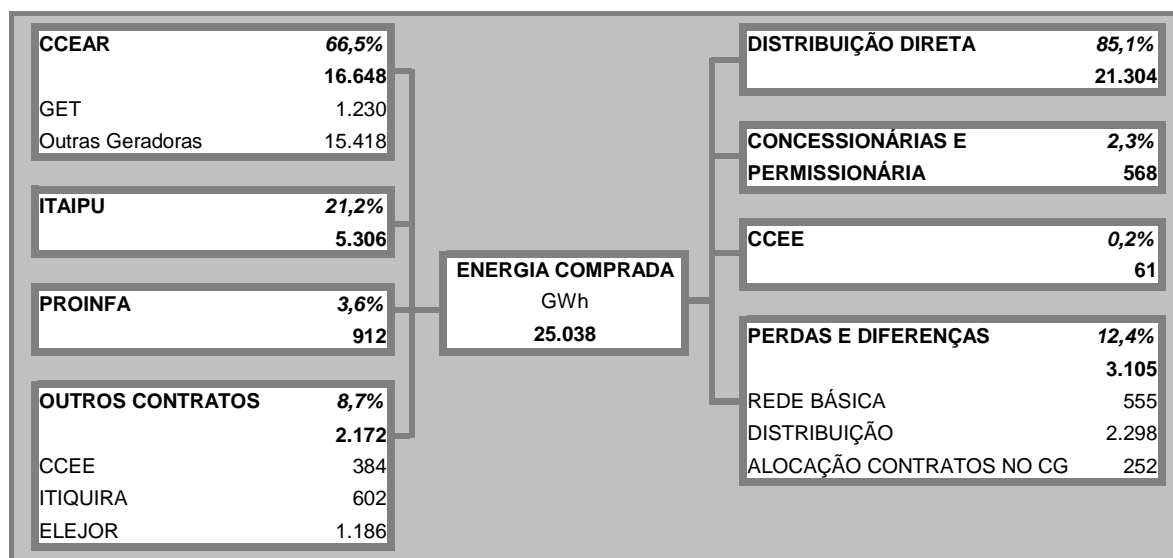 CCEAR 66,5%
16.648
GET 1.230
Outras Geradoras 15.418
ITAIPU 21,2%
5.306
PROINFA 3,6%
912
OUTROS CONTRATOS 8,7%
2.172
CCEE 384
ITIQUIRA 602
ELEJOR 1.186
ENERGIA COMPRADA
GWh
25.038
DISTRIBUIÇÃO DIRETA 85,1%
21.304
CONCESSIONÁRIAS E 2,3%
PERMISSIONÁRIA 568
CCEE 0,2%
61
PERDAS E DIFERENÇAS 12,4%
3.105
REDE BÁSICA 555
DISTRIBUIÇÃO 2.298
ALOCAÇÃO CONTRATOS NO CG 252